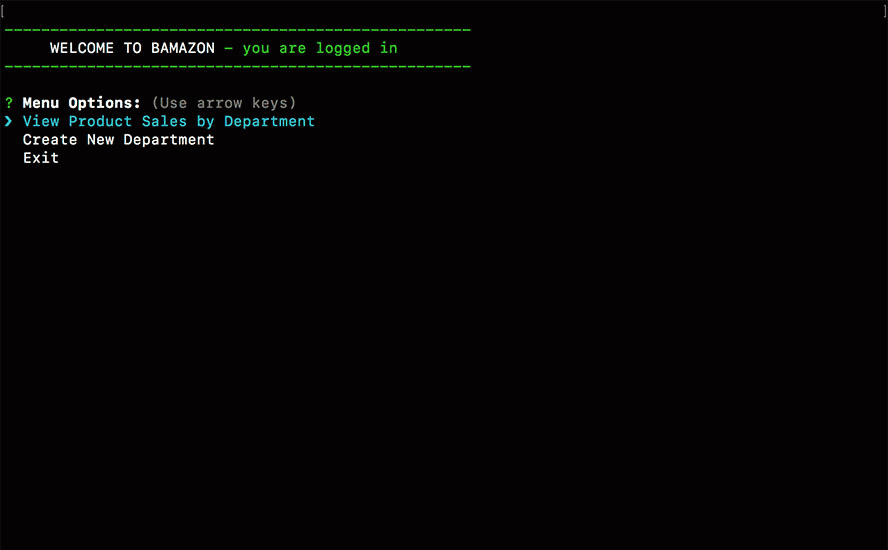 [ ]
---------------------------------------------------
WELCOME TO BAMAZON - you are logged in
---------------------------------------------------
? Menu Options: (Use arrow keys)
❯ View Product Sales by Department
Create New Department
Exit